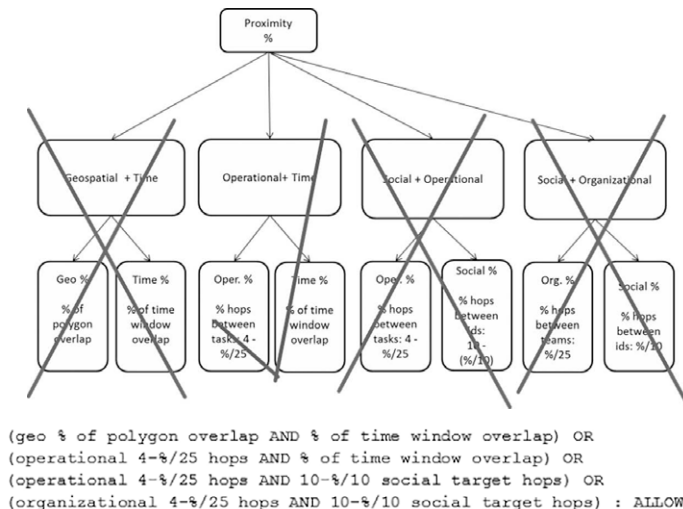 Proximity
%
Geospatial + Time
Operational+ Time
Social + Operational
Social + Organizational
Geo %
% of
polygon
overlap
Time %
% of time
window
overlap
Oper. %
% hops
between
tasks: 4 -
%/25
Time %
% of time
window
overlap
Oper. %
% hops
between
tasks: 4 -
%/25
Social %
% hops
between
ids:
10 -
(%/10)
Org. %
% hops
between
teams:
%/25
Social %
% hops
between
ids: %/10
(geo % of polygon overlap AND % of time window overlap) OR
(operational 4-%/25 hops AND % of time window overlap) OR
(operational 4-%/25 hops AND 10-%/10 social target hops) OR
(organizational 4-%/25 hops AND 10-%/10 social target hops) : ALLOW